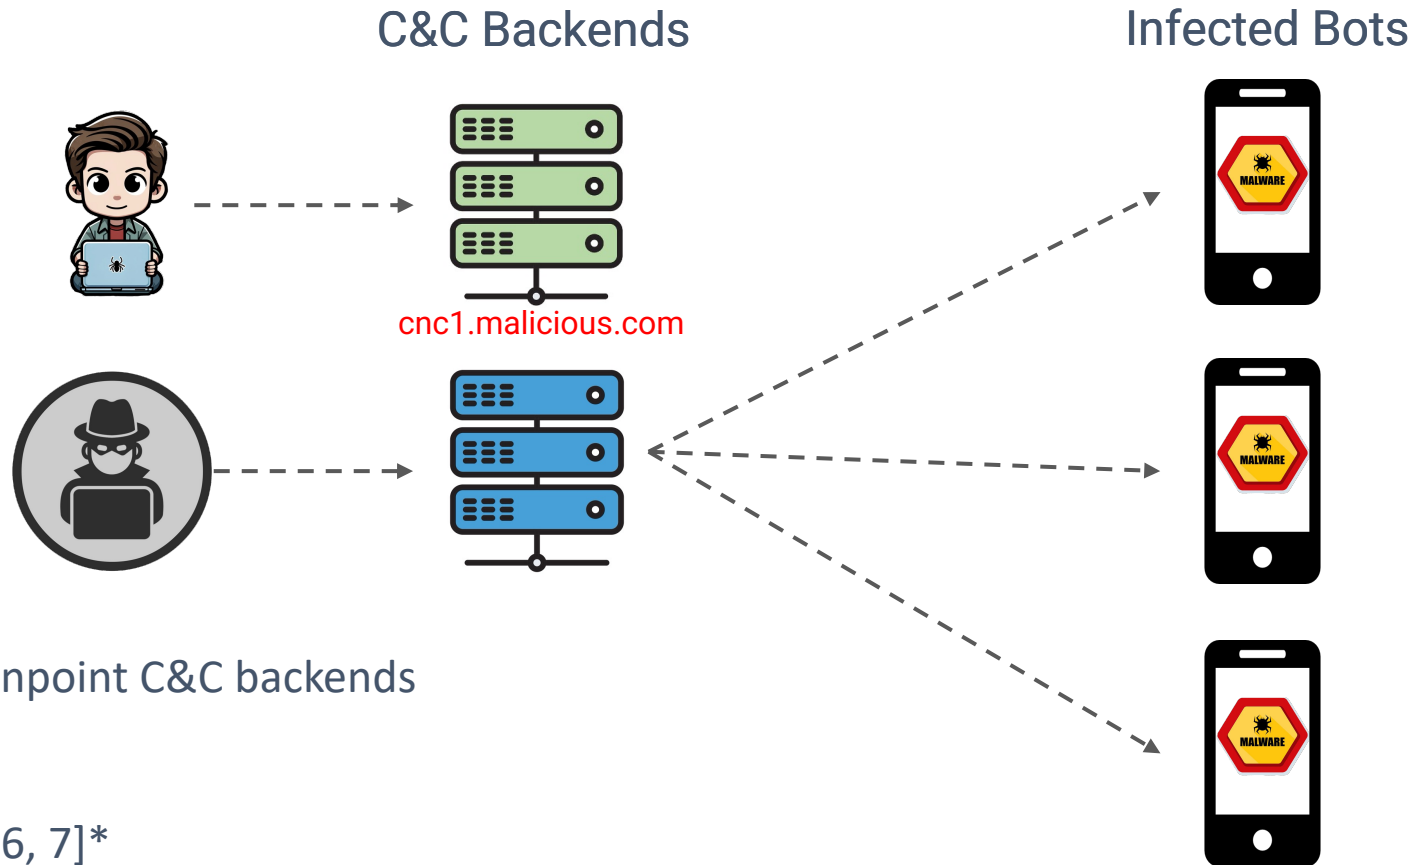 C&C Backends
Infected Bots
MALWARE
cnc1.malicious.com
MALWARE
npoint C&C backends
MALWARE
6, 7]*